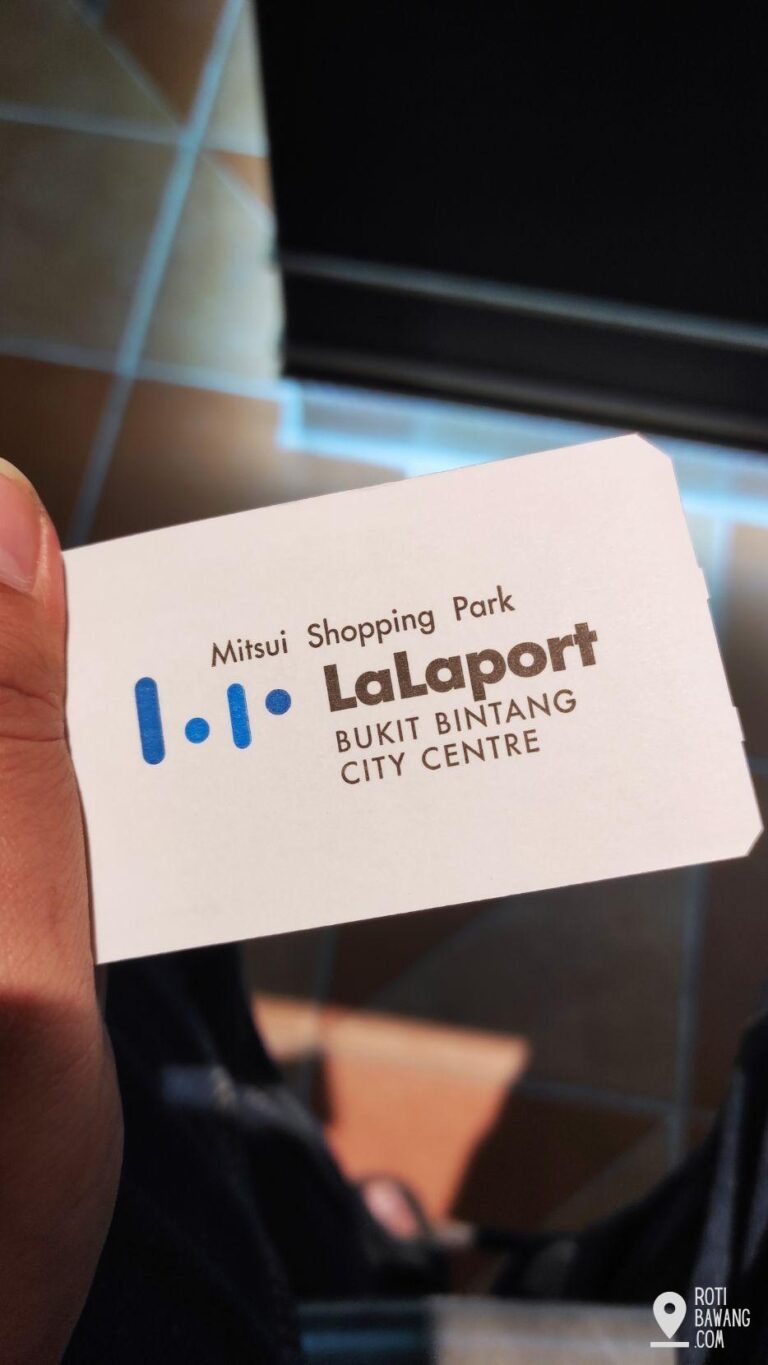 Mitsui Shopping Park
LaLaport
BUKIT BINTANG
CITY CENTRE
ROTI
BAWANG
.COM